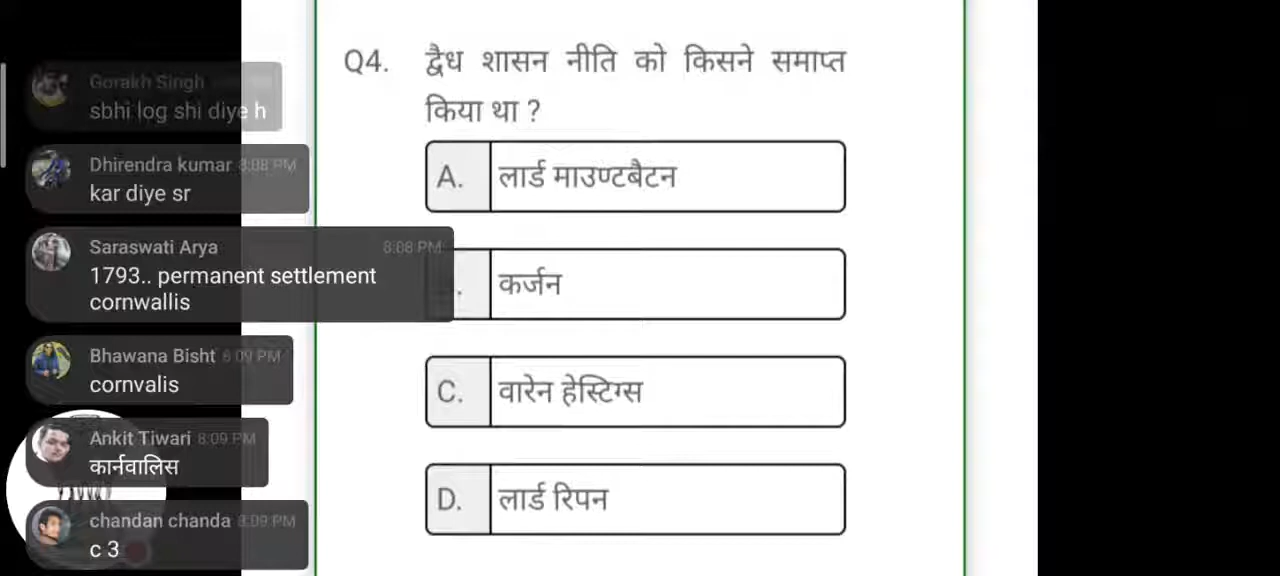 Gorakh Singh
sbhi log shi diye h
Dhirendra kumar 8:08 PM
kar diye sr
Saraswati Arya 8:08 PM
1793.. permanent settlement
cornwallis
Bhawana Bisht 8:09 PM
cornvalis
Ankit Tiwari 8:09 PM
कार्नवालिस
chandan chanda 8:09 PM
c 3
Q4. द्वैध शासन नीति को किसने समाप्त
किया था ?
A. लार्ड माउण्टबैटन
. कर्जन
C. वारेन हेस्टिग्स
D. लार्ड रिपन